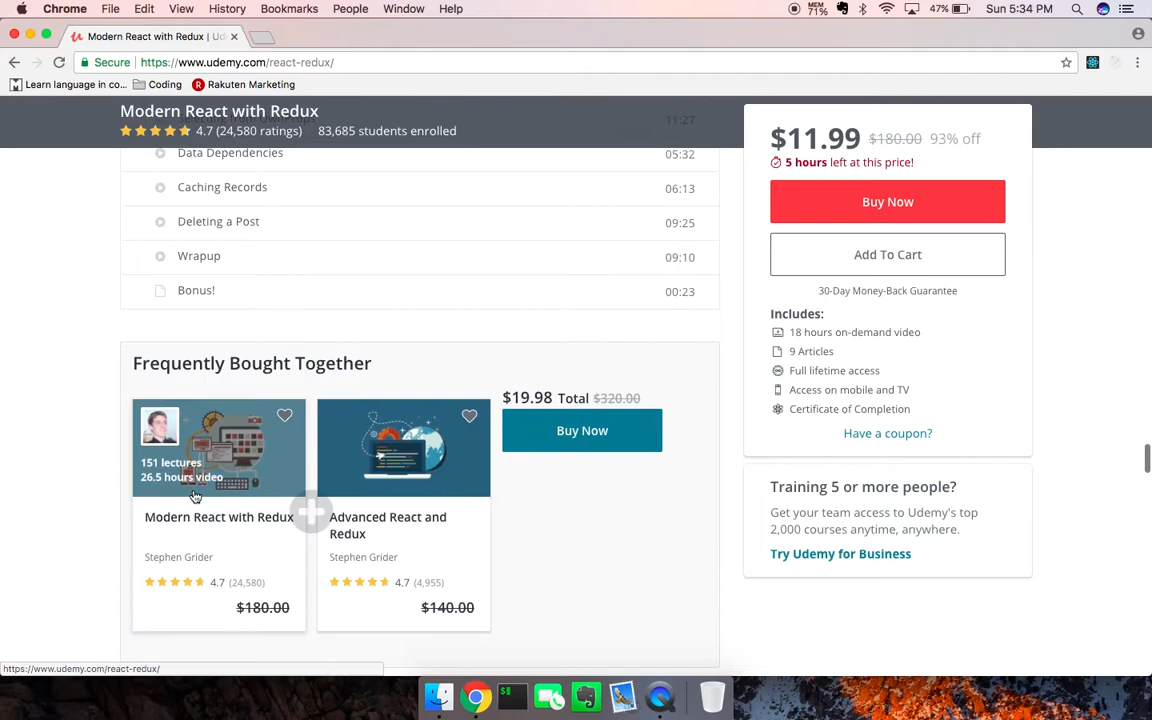 Chrome File Edit View History Bookmarks People Window Help
MEM 71% 47% Sun 5:34 PM
Modern React with Redux | Ud
Secure https://www.udemy.com/react-redux/
Learn language in co... Coding Rakuten Marketing
Modern React with Redux
4.7 (24,580 ratings) 83,685 students enrolled
11:27
Data Dependencies 05:32
Caching Records 06:13
Deleting a Post 09:25
Wrapup 09:10
Bonus! 00:23
Frequently Bought Together
151 lectures
26.5 hours video
Modern React with Redux
Stephen Grider
4.7 (24,580)
$180.00
Advanced React and
Redux
Stephen Grider
4.7 (4,955)
$140.00
$19.98 Total $320.00
Buy Now
$11.99 $180.00 93% off
5 hours left at this price!
Buy Now
Add To Cart
30-Day Money-Back Guarantee
Includes:
18 hours on-demand video
9 Articles
Full lifetime access
Access on mobile and TV
Certificate of Completion
Have a coupon?
Training 5 or more people?
Get your team access to Udemy's top
2,000 courses anytime, anywhere.
Try Udemy for Business
https://www.udemy.com/react-redux/